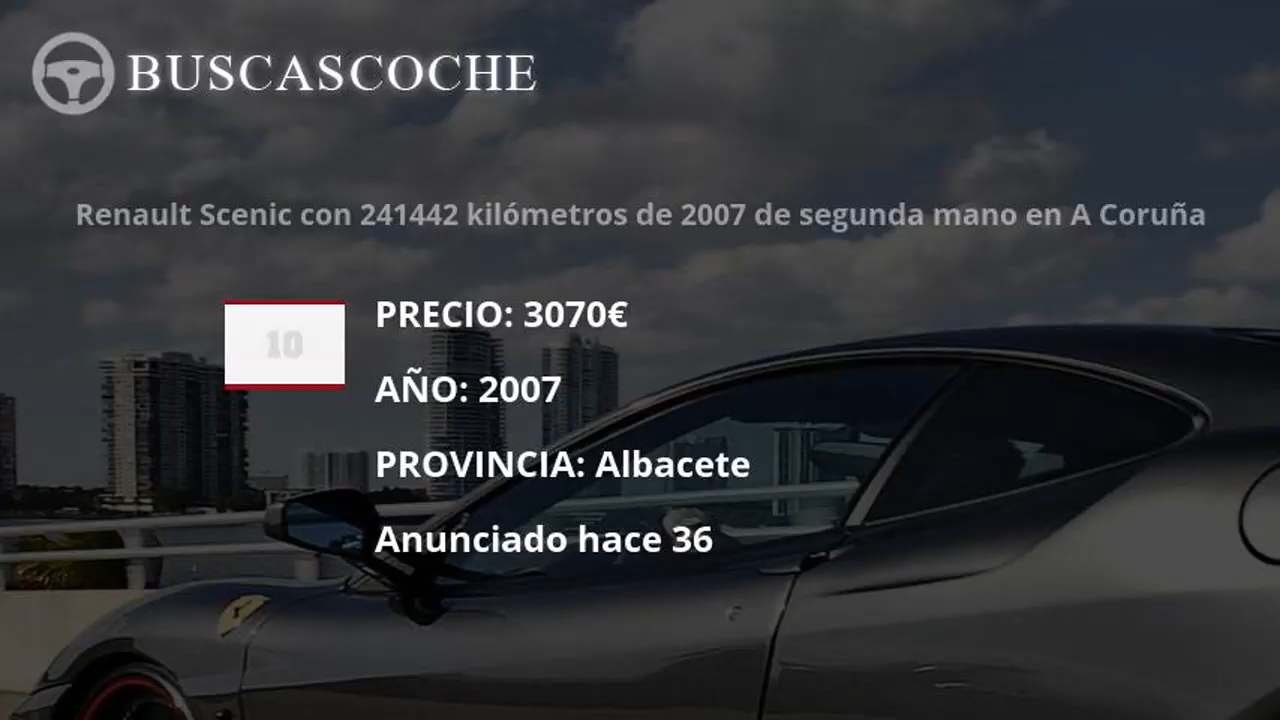 BUSCASCOCHE
Renault Scenic con 241442 kilómetros de 2007 de segunda mano en A Coruña
10
PRECIO: 3070€
AÑO: 2007
PROVINCIA: Albacete
Anunciado hace 36